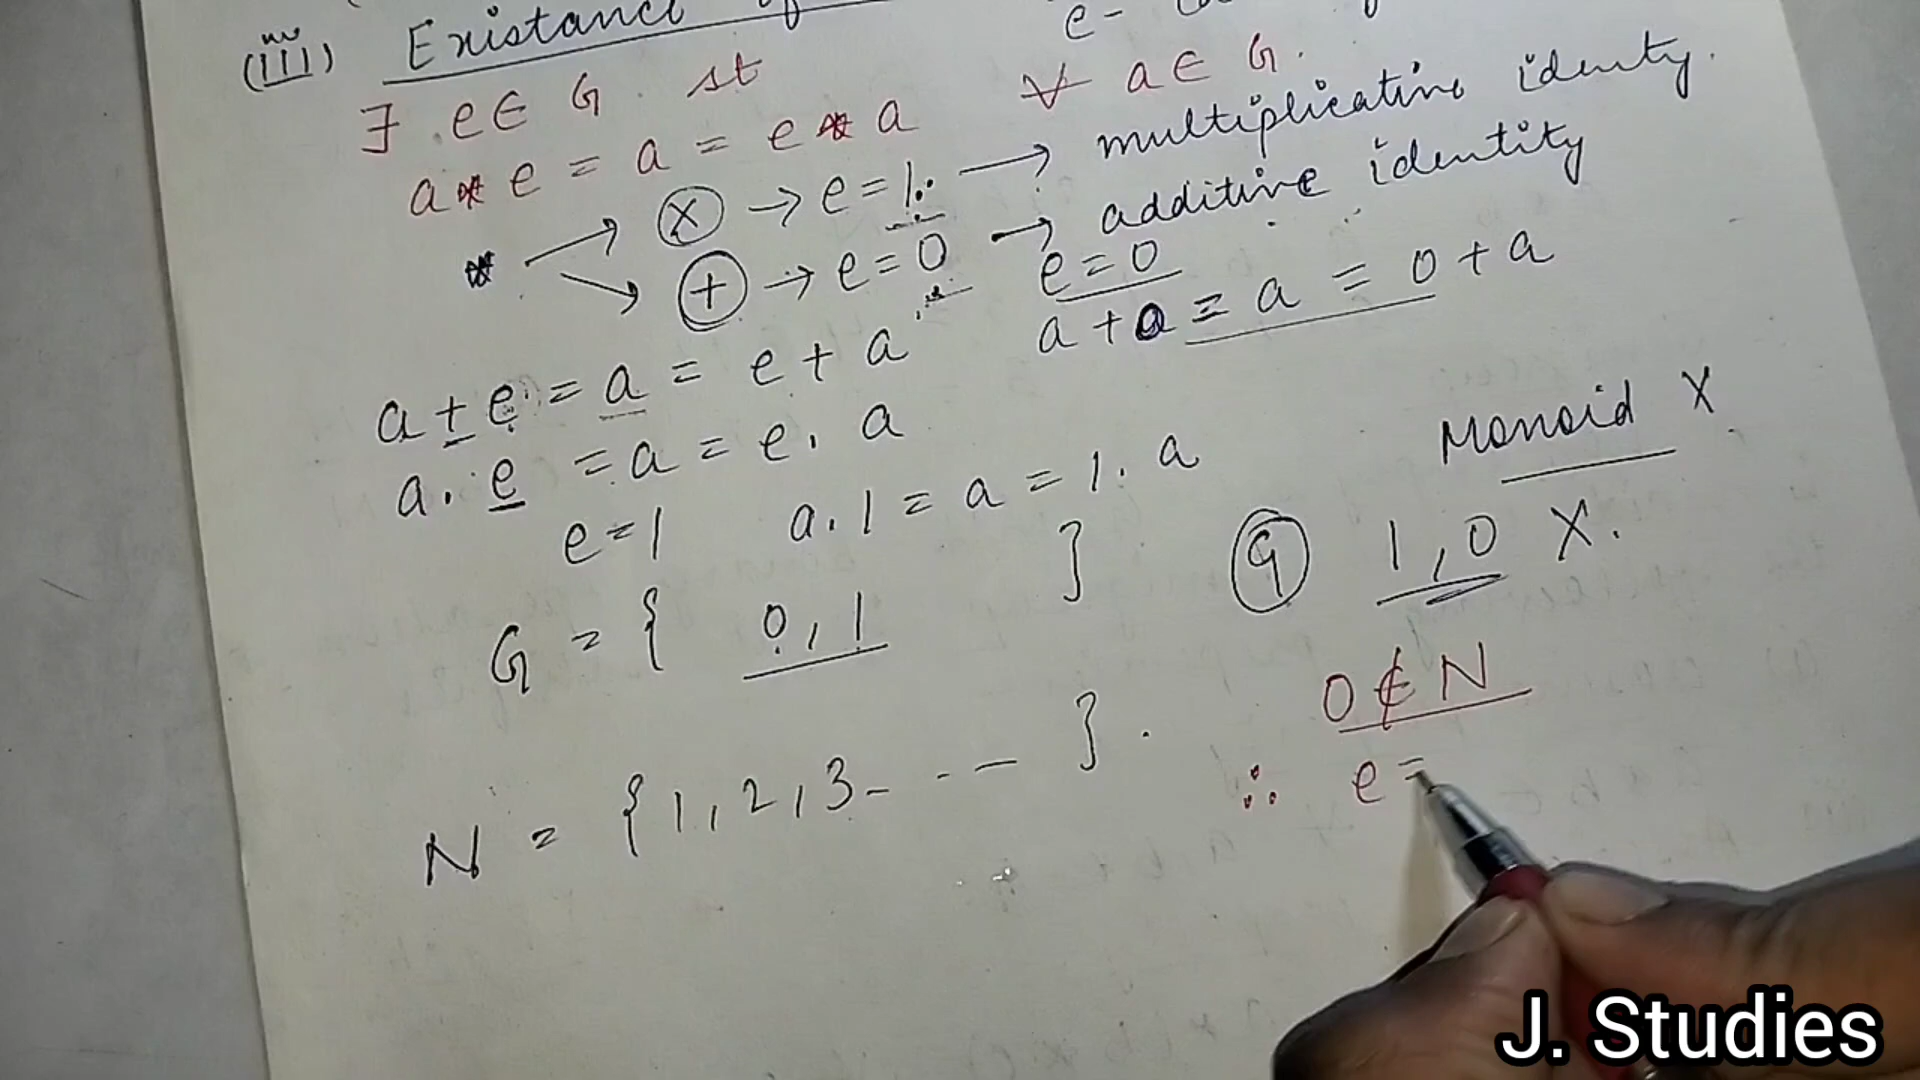 (iii) Existance of
e -
∃ e ∈ G st ∀ a ∈ G.
a * e = a = e * a
* → × → e = 1 → multiplicative identy.
+ → e = 0 → additive identity
e = 0
a + 0 = a = 0 + a
a + e = a = e + a
a . e = a = e . a
e = 1 a . 1 = a = 1 . a
Monoid X
G = { 0, 1 }
G 1, 0 X.
N = {1, 2, 3 - - - }.
0 ∉ N
∴ e =
J. Studies